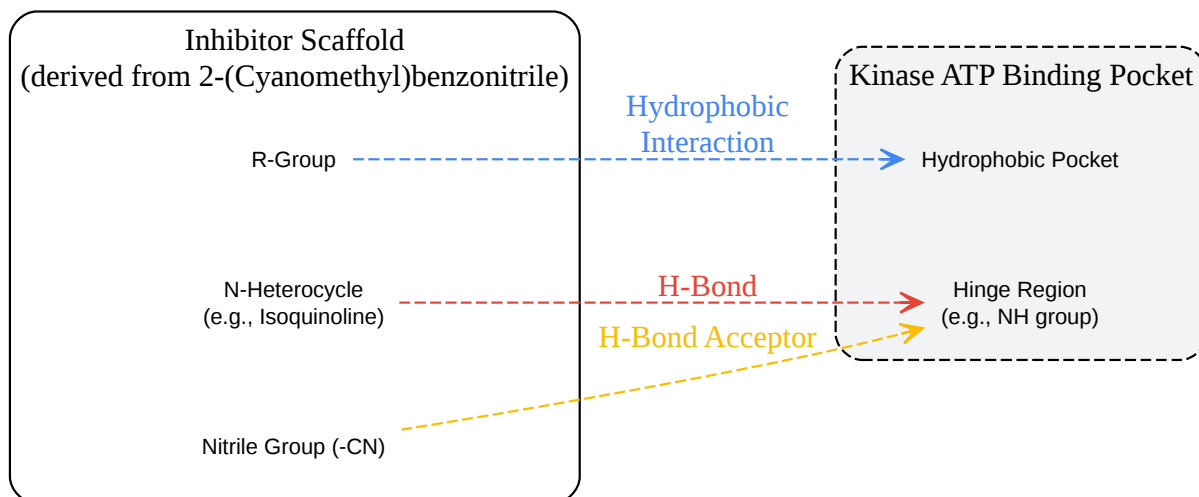 Inhibitor Scaffold
(derived from 2-(Cyanomethyl)benzonitrile)
Kinase ATP Binding Pocket
Hydrophobic
Interaction
R-Group
Hydrophobic Pocket
H-Bond
N-Heterocycle
(e.g., Isoquinoline)
Hinge Region
(e.g., NH group)
H-Bond Acceptor
Nitrile Group (-CN)